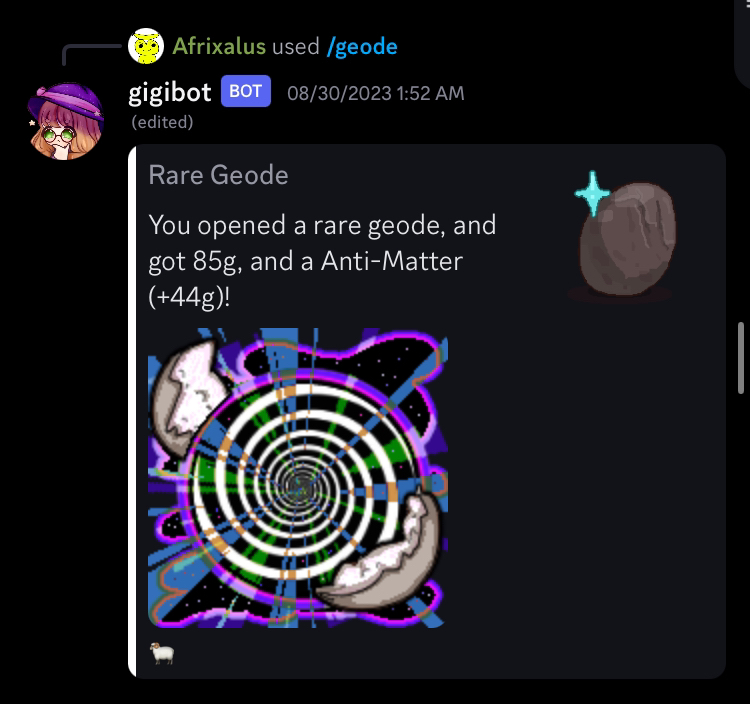 Afrixalus used /geode
gigibot BOT 08/30/2023 1:52 AM
(edited)
Rare Geode
You opened a rare geode, and
got 85g, and a Anti-Matter
(+44g)!